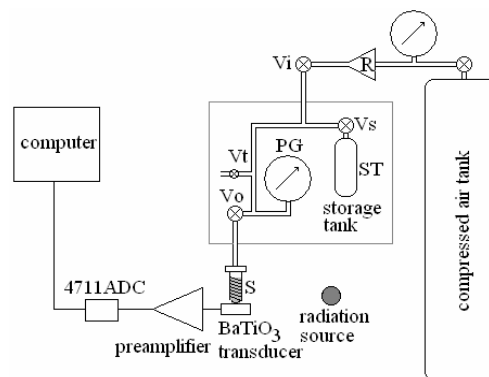 Vi
R
computer
Vs
PG
Vt
ST
Vo
storage
tank
compressed air tank
4711ADC
S
BaTiO3
transducer
preamplifier
radiation
source